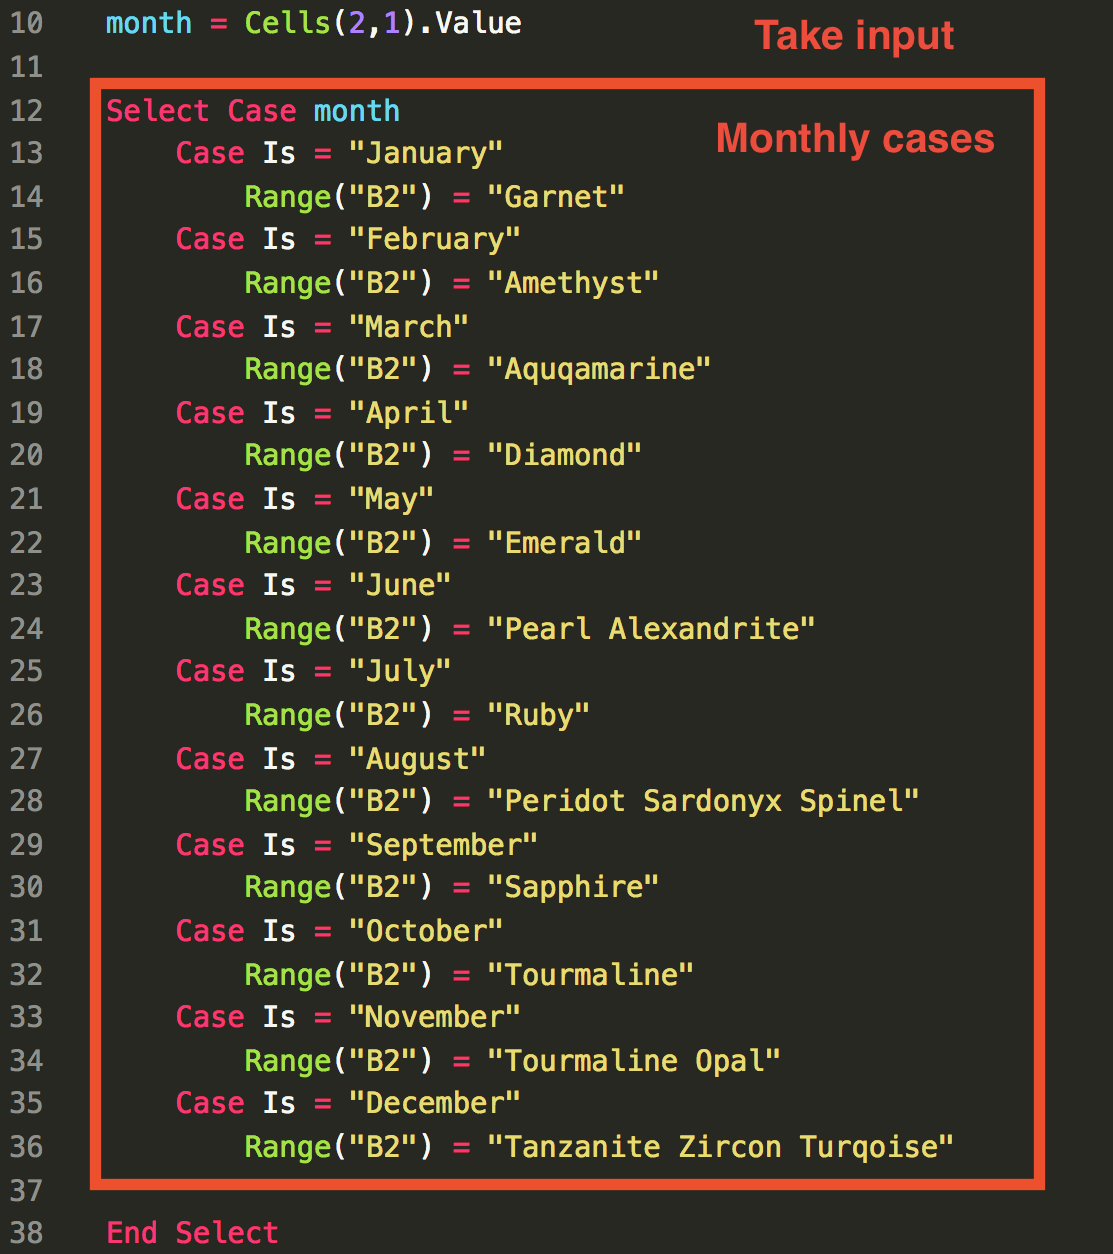 10 month = Cells(2,1).Value
Take input
11
12 Select Case month
Monthly cases
13 Case Is = "January"
14 Range("B2") = "Garnet"
15 Case Is = "February"
16 Range("B2") = "Amethyst"
17 Case Is = "March"
18 Range("B2") = "Aquqamarine"
19 Case Is = "April"
20 Range("B2") = "Diamond"
21 Case Is = "May"
22 Range("B2") = "Emerald"
23 Case Is = "June"
24 Range("B2") = "Pearl Alexandrite"
25 Case Is = "July"
26 Range("B2") = "Ruby"
27 Case Is = "August"
28 Range("B2") = "Peridot Sardonyx Spinel"
29 Case Is = "September"
30 Range("B2") = "Sapphire"
31 Case Is = "October"
32 Range("B2") = "Tourmaline"
33 Case Is = "November"
34 Range("B2") = "Tourmaline Opal"
35 Case Is = "December"
36 Range("B2") = "Tanzanite Zircon Turqoise"
37
38 End Select